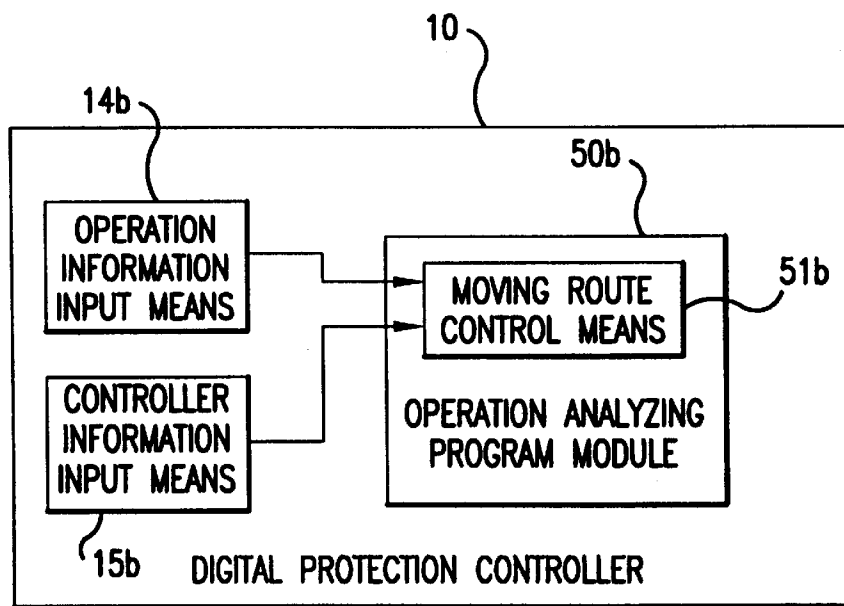 10
14b
50b
OPERATION
INFORMATION
INPUT MEANS
MOVING ROUTE
CONTROL MEANS
51b
CONTROLLER
INFORMATION
INPUT MEANS
OPERATION ANALYZING
PROGRAM MODULE
15b
DIGITAL PROTECTION CONTROLLER